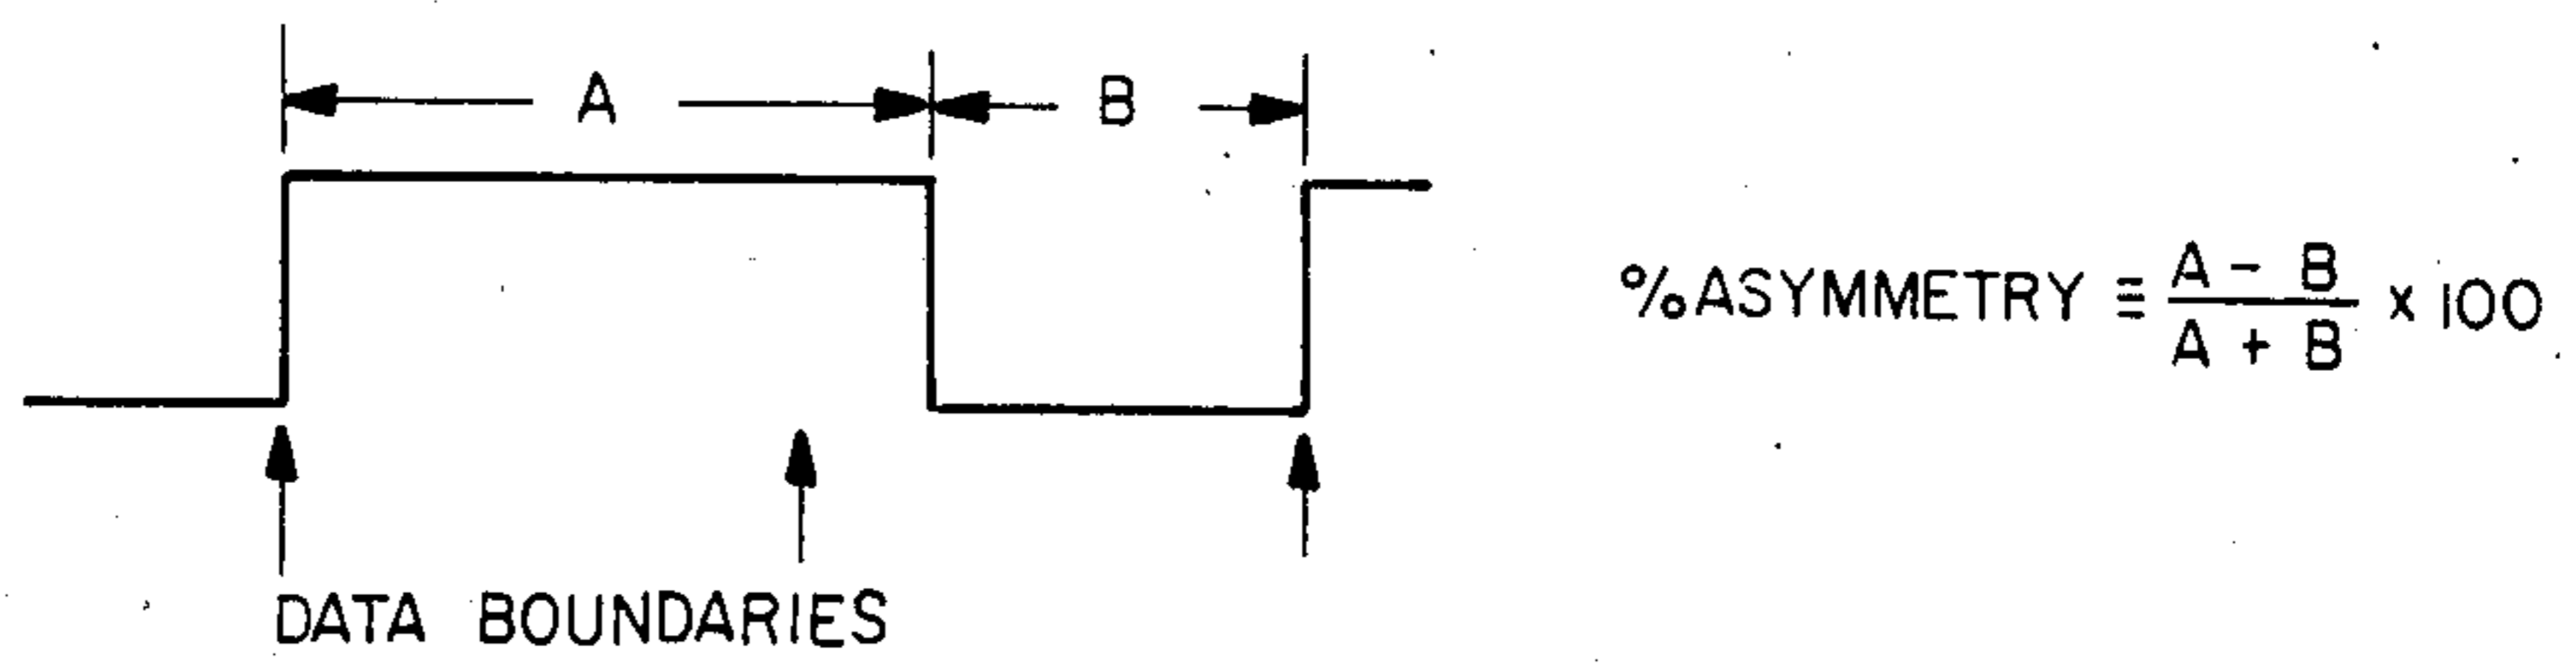 A B
%ASYMMETRY ≡ A - B / A + B x 100
DATA BOUNDARIES